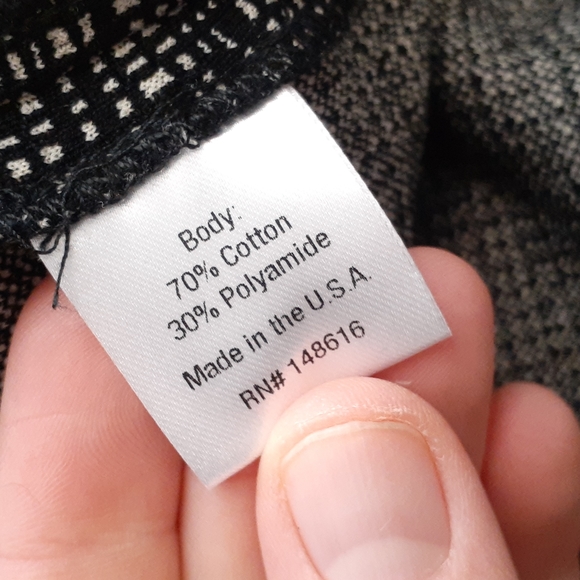 Body:
70% Cotton
30% Polyamide
Made in the U.S.A.
RN# 148616